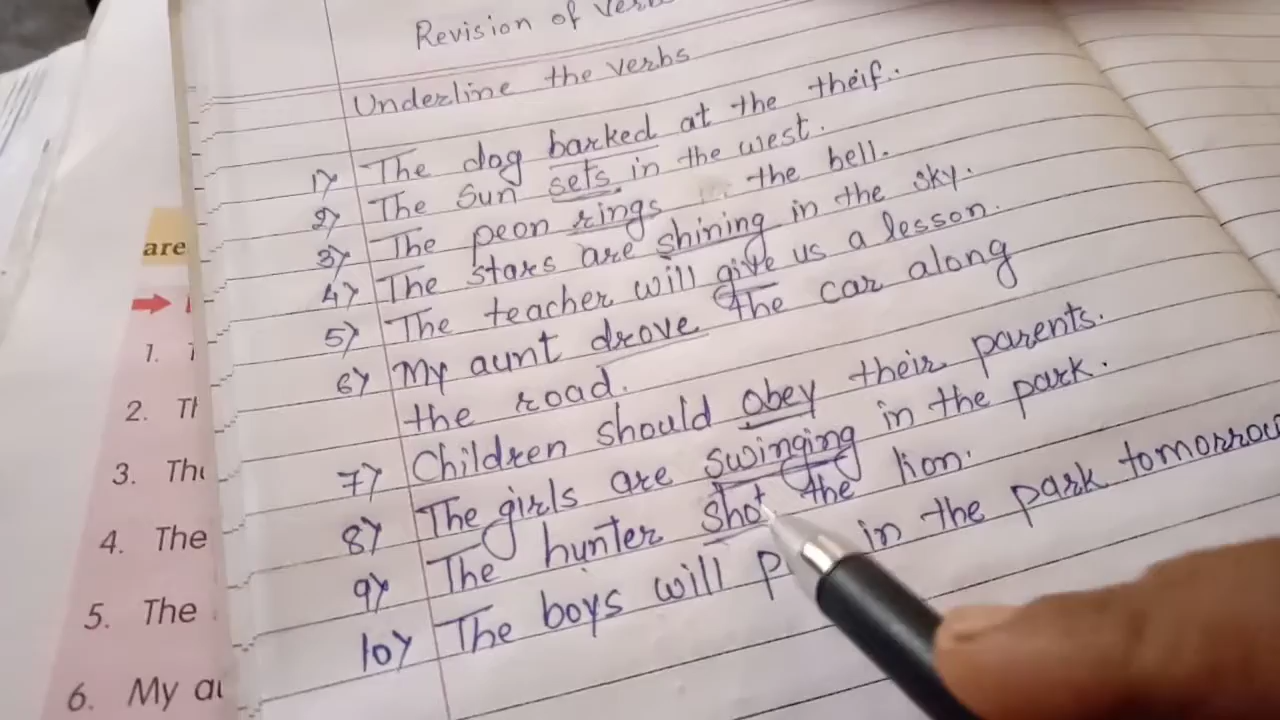 Revision of Verb
Underline the verbs
1) The dog barked at the theif.
2) The Sun sets in the west.
3) The peon rings the bell.
4) The stars are shining in the sky.
5) The teacher will give us a lesson.
6) My aunt drove the car along
the road.
7) Children should obey their parents.
8) The girls are swinging in the park.
9) The hunter shot the lion.
10) The boys will p in the park tomorrow
are
1.
2. Th
3. The
4. The
5. The
6. My au